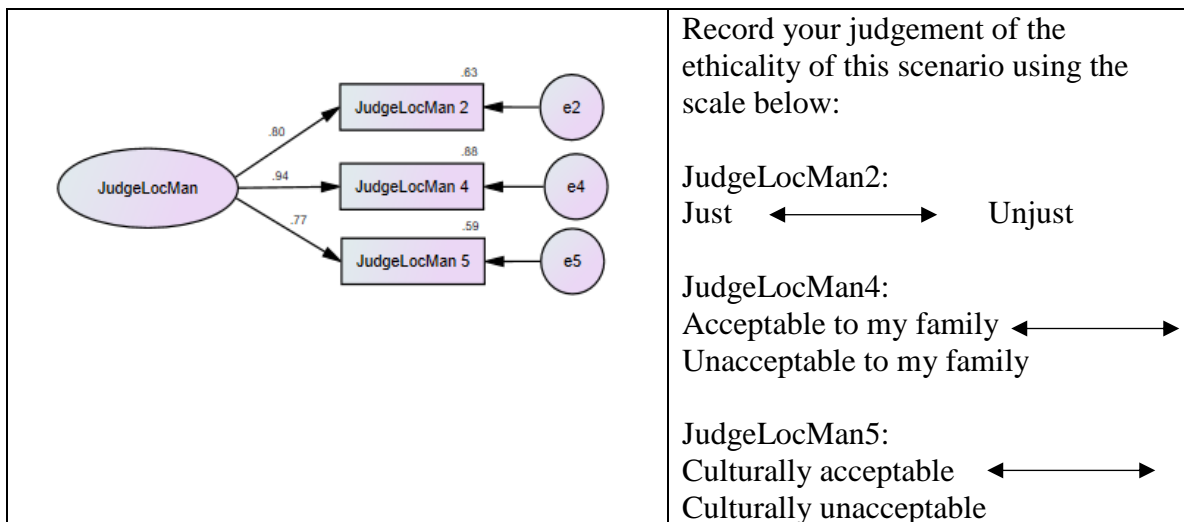 .63
JudgeLocMan 2
e2
.80
.88
JudgeLocMan
.94
JudgeLocMan 4
e4
.77
.59
JudgeLocMan 5
e5
Record your judgement of the
ethicality of this scenario using the
scale below:
JudgeLocMan2:
Just Unjust
JudgeLocMan4:
Acceptable to my family
Unacceptable to my family
JudgeLocMan5:
Culturally acceptable
Culturally unacceptable